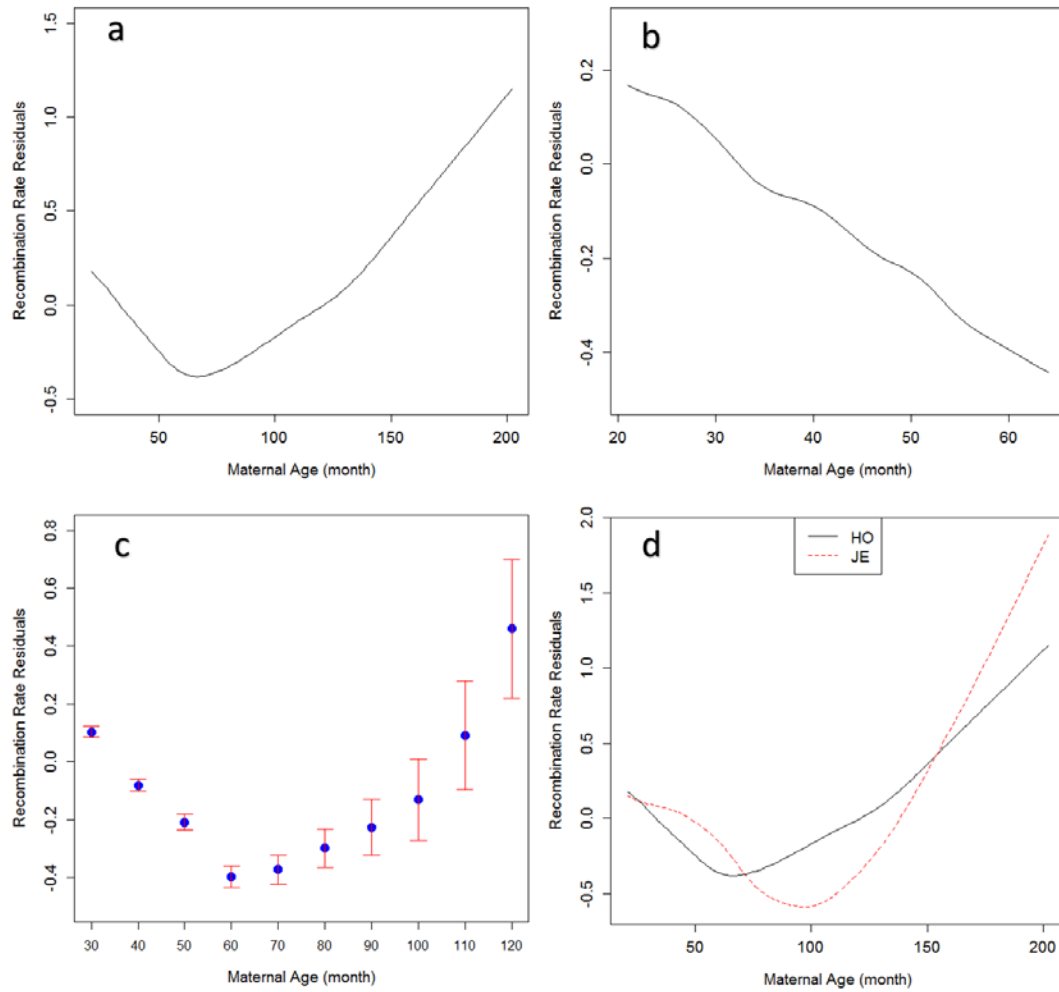 a
Recombination Rate Residuals
1.5
1.0
0.5
0.0
-0.5
50 100 150 200
Maternal Age (month)
b
Recombination Rate Residuals
0.2
0.0
-0.2
-0.4
20 30 40 50 60
Maternal Age (month)
c
Recombination Rate Residuals
0.8
0.6
0.4
0.2
0.0
-0.2
-0.4
30 40 50 60 70 80 90 100 110 120
Maternal Age (month)
d
HO
JE
Recombination Rate Residuals
2.0
1.5
1.0
0.5
0.0
-0.5
50 100 150 200
Maternal Age (month)